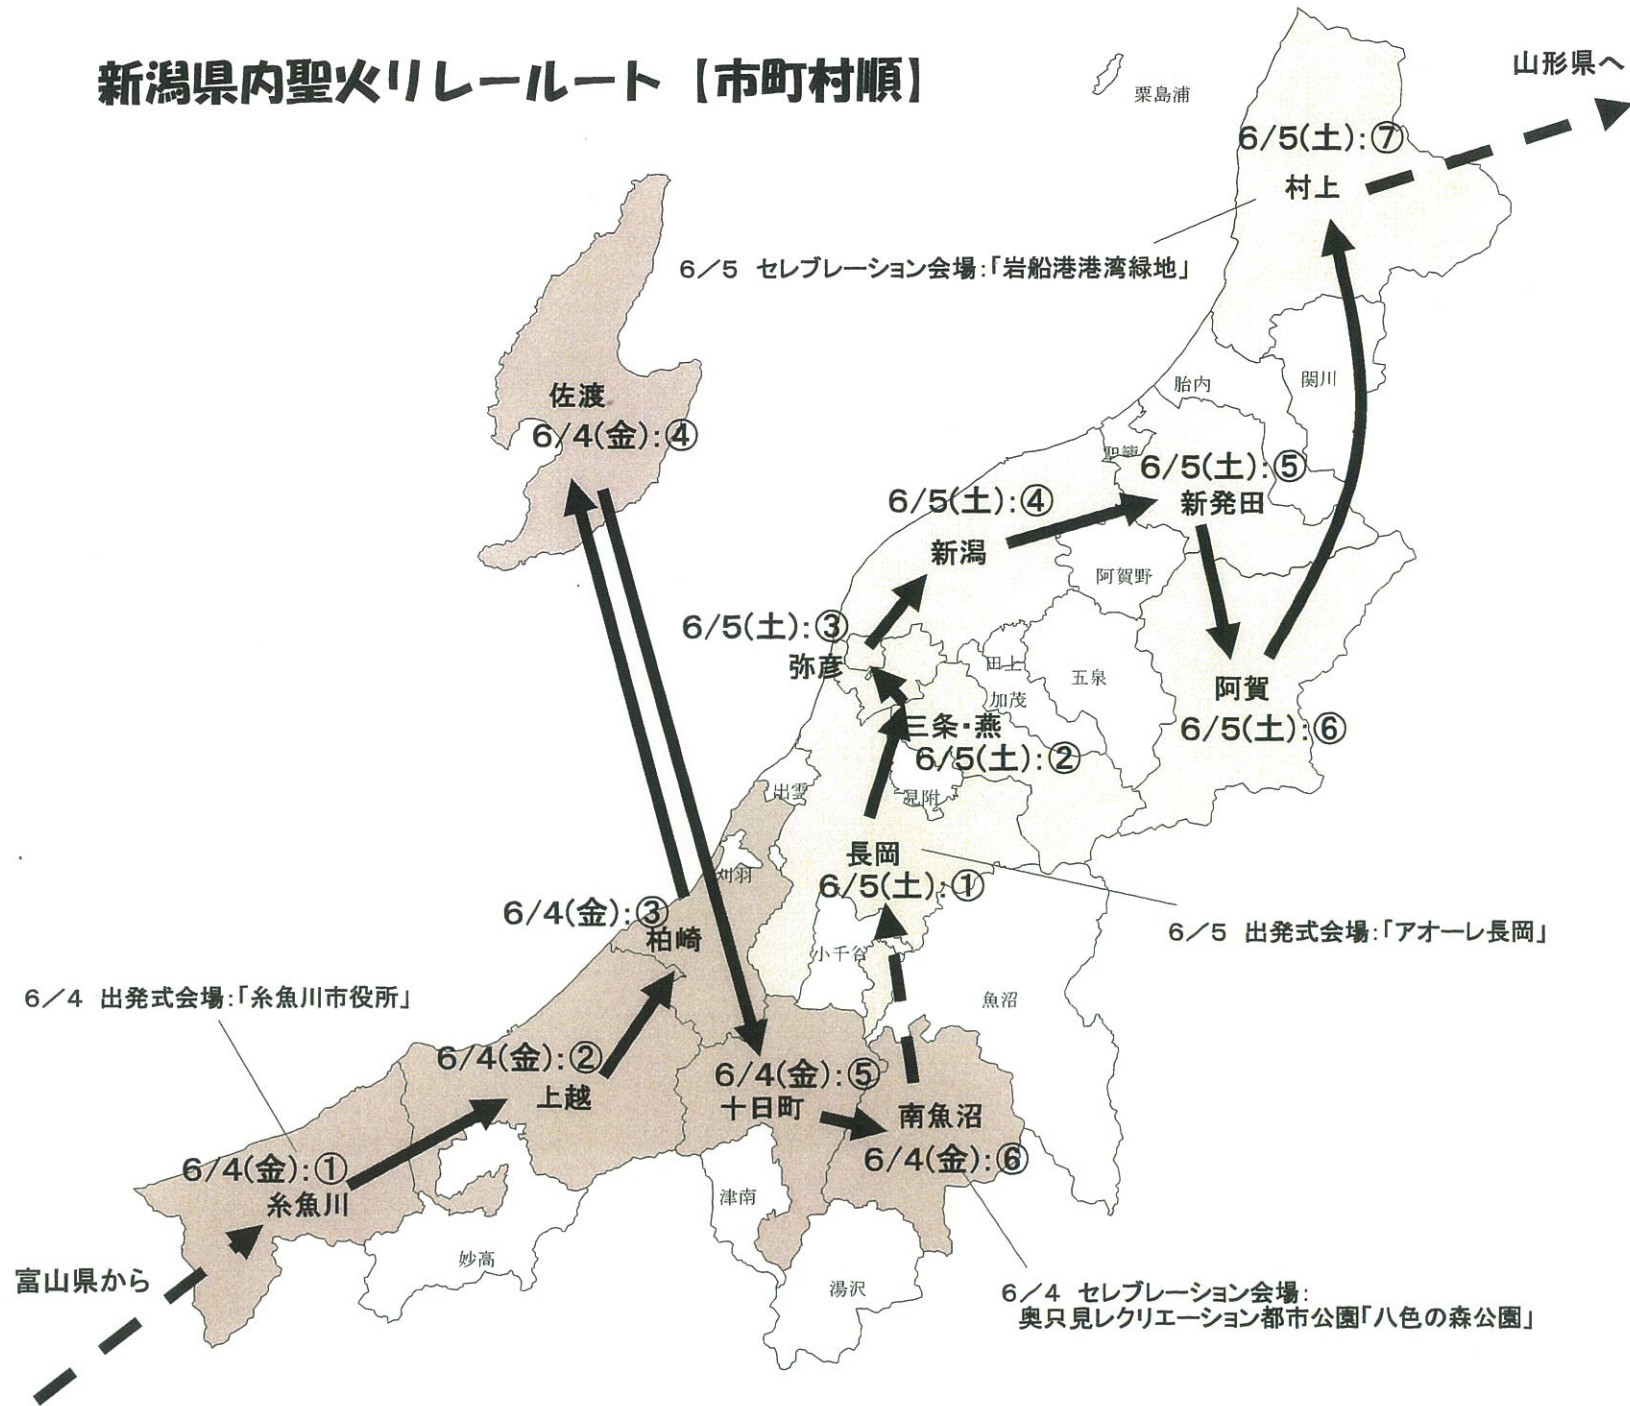 新潟県内聖火リレールート【市町村順】
山形県へ
粟島浦
6/5(土):⑦
村上
6/5 セレブレーション会場:「岩船港港湾緑地」
関川
胎内
佐渡
6/4(金):④
聖籠
6/5(土):⑤
新発田
6/5(土):④
新潟
阿賀野
6/5(土):③
弥彦
田上
加茂
五泉
阿賀
6/5(土):⑥
三条・燕
6/5(土):②
出雲
見附
長岡
6/5(土):①
刈羽
6/4(金):③
柏崎
小千谷
6/5 出発式会場:「アオーレ長岡」
6/4 出発式会場:「糸魚川市役所」
魚沼
6/4(金):②
上越
6/4(金):⑤
十日町
南魚沼
6/4(金):⑥
6/4(金):①
糸魚川
津南
妙高
富山県から
湯沢
6/4 セレブレーション会場:
奥只見レクリエーション都市公園「八色の森公園」